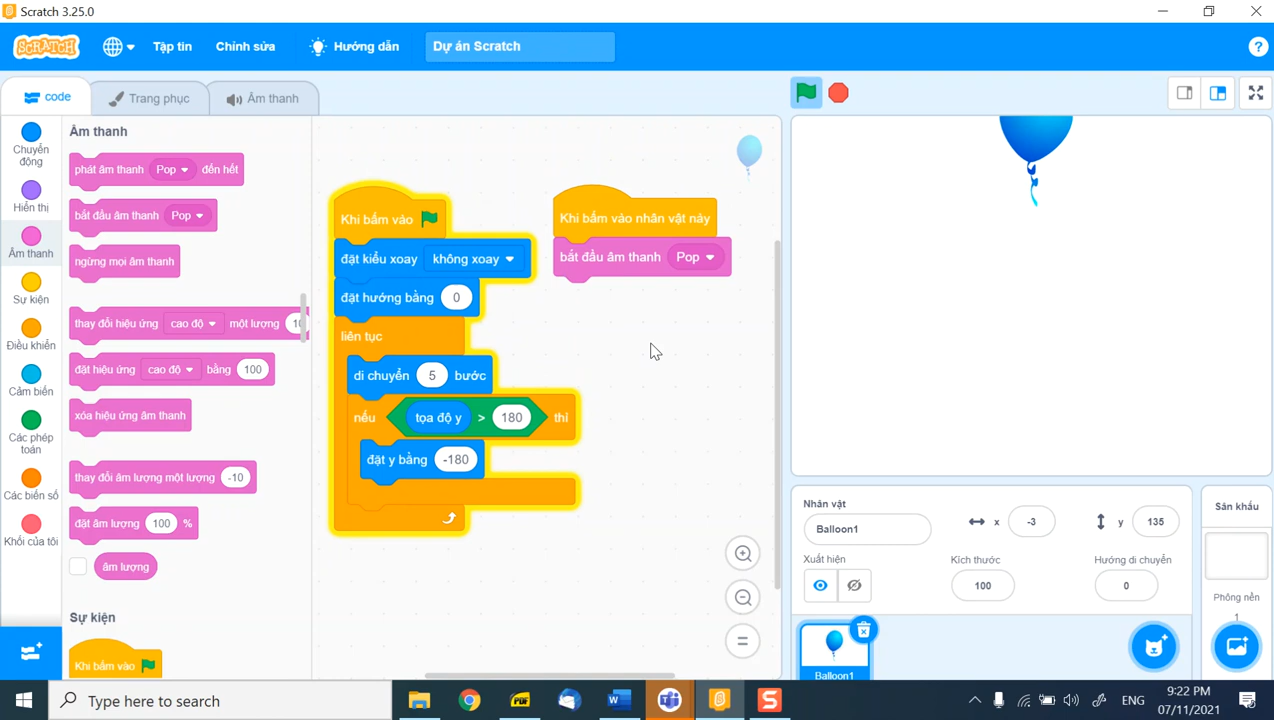 Scratch 3.25.0
SCRATCH
Tập tin
Chỉnh sửa
Hướng dẫn
Dự án Scratch
?
code
Trang phục
Âm thanh
Chuyển động
Hiển thị
Âm thanh
Sự kiện
Điều khiển
Cảm biến
Các phép toán
Các biến số
Khối của tôi
Âm thanh
phát âm thanh Pop đến hết
bắt đầu âm thanh Pop
ngừng mọi âm thanh
thay đổi hiệu ứng cao độ một lượng 10
đặt hiệu ứng cao độ bằng 100
xóa hiệu ứng âm thanh
thay đổi âm lượng một lượng -10
đặt âm lượng 100 %
âm lượng
Sự kiện
Khi bấm vào
Khi bấm vào
đặt kiểu xoay không xoay
đặt hướng bằng 0
liên tục
di chuyển 5 bước
nếu tọa độ y > 180 thì
đặt y bằng -180
Khi bấm vào nhân vật này
bắt đầu âm thanh Pop
Nhân vật
Balloon1
x -3
y 135
Xuất hiện
Kích thước
100
Hướng di chuyển
0
Balloon1
Sân khấu
Phông nền
1
Type here to search
PDF
W
S
ENG
9:22 PM
07/11/2021